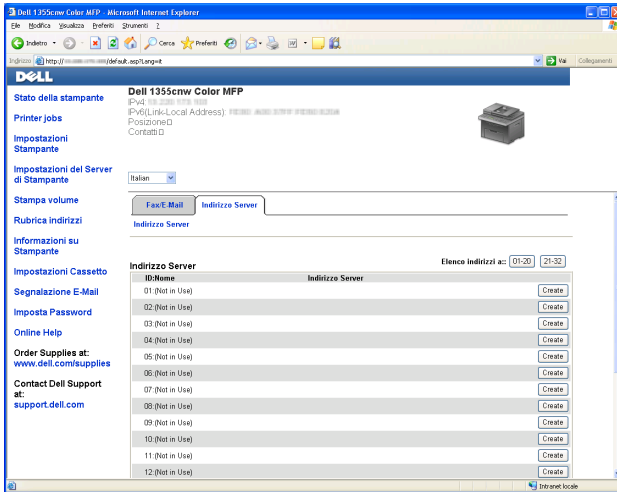 Dell 1355cnw Color MFP - Microsoft Internet Explorer
File Modifica Visualizza Preferiti Strumenti ?
Indietro Cerca Preferiti
Indirizzo http:// /default.asp?Lang=it Vai Collegamenti
DELL
Stato della stampante
Printer jobs
Impostazioni
Stampante
Impostazioni del Server
di Stampante
Stampa volume
Rubrica indirizzi
Informazioni su
Stampante
Impostazioni Cassetto
Segnalazione E-Mail
Imposta Password
Online Help
Order Supplies at:
www.dell.com/supplies
Contact Dell Support
at:
support.dell.com
Dell 1355cnw Color MFP
IPv4:
IPv6(Link-Local Address):
Posizione
Contatti
Italian
Fax/E-Mail Indirizzo Server
Indirizzo Server
Indirizzo Server Elenco indirizzi a:: 01-20 21-32
ID:Nome Indirizzo Server
01:(Not in Use) Create
02:(Not in Use) Create
03:(Not in Use) Create
04:(Not in Use) Create
05:(Not in Use) Create
06:(Not in Use) Create
07:(Not in Use) Create
08:(Not in Use) Create
09:(Not in Use) Create
10:(Not in Use) Create
11:(Not in Use) Create
12:(Not in Use) Create
Intranet locale